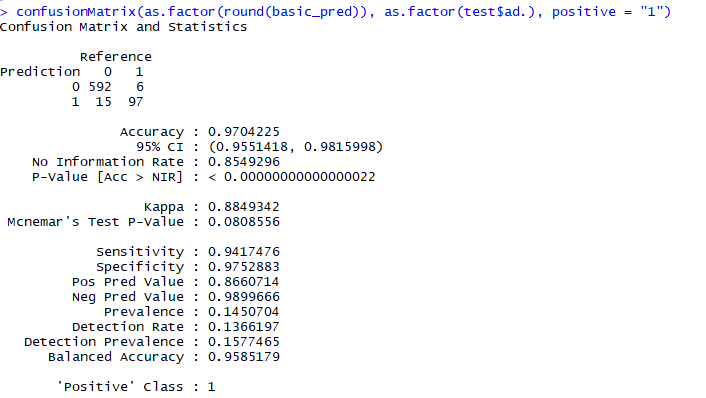 > confusionMatrix(as.factor(round(basic_pred)), as.factor(test$ad.), positive = "1")
Confusion Matrix and Statistics
Reference
Prediction 0 1
0 592 6
1 15 97
Accuracy : 0.9704225
95% CI : (0.9551418, 0.9815998)
No Information Rate : 0.8549296
P-Value [Acc > NIR] : < 0.00000000000000022
Kappa : 0.8849342
Mcnemar's Test P-Value : 0.0808556
Sensitivity : 0.9417476
Specificity : 0.9752883
Pos Pred Value : 0.8660714
Neg Pred Value : 0.9899666
Prevalence : 0.1450704
Detection Rate : 0.1366197
Detection Prevalence : 0.1577465
Balanced Accuracy : 0.9585179
'Positive' Class : 1